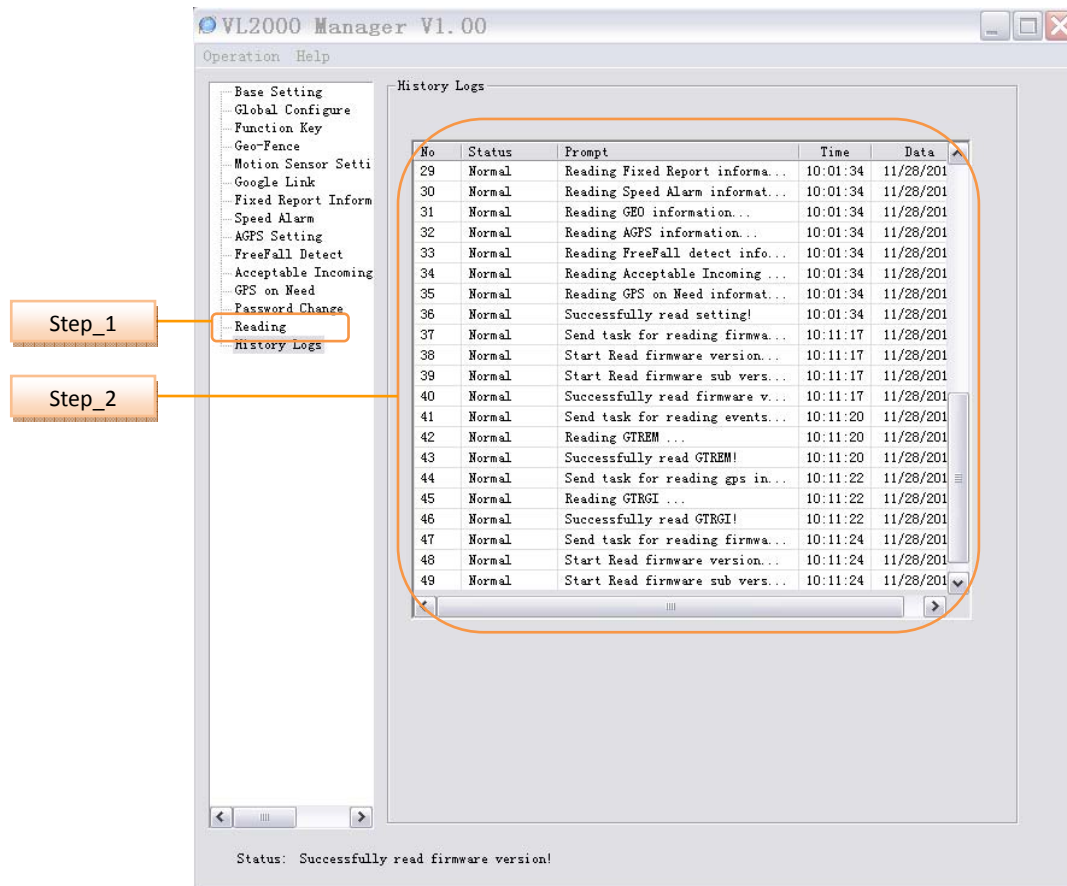 VL2000 Manager V1.00
Operation Help
Base Setting
Global Configure
Function Key
Geo-Fence
Motion Sensor Setti
Google Link
Fixed Report Inform
Speed Alarm
AGPS Setting
FreeFall Detect
Acceptable Incoming
GPS on Need
Password Change
Reading
History Logs
Step_1
Step_2
History Logs
No Status Prompt Time Data
29 Normal Reading Fixed Report informa... 10:01:34 11/28/201
30 Normal Reading Speed Alarm informat... 10:01:34 11/28/201
31 Normal Reading GEO information... 10:01:34 11/28/201
32 Normal Reading AGPS information... 10:01:34 11/28/201
33 Normal Reading FreeFall detect info... 10:01:34 11/28/201
34 Normal Reading Acceptable Incoming ... 10:01:34 11/28/201
35 Normal Reading GPS on Need informat... 10:01:34 11/28/201
36 Normal Successfully read setting! 10:01:34 11/28/201
37 Normal Send task for reading firmwa... 10:11:17 11/28/201
38 Normal Start Read firmware version... 10:11:17 11/28/201
39 Normal Start Read firmware sub vers... 10:11:17 11/28/201
40 Normal Successfully read firmware v... 10:11:17 11/28/201
41 Normal Send task for reading events... 10:11:20 11/28/201
42 Normal Reading GTREM ... 10:11:20 11/28/201
43 Normal Successfully read GTREM! 10:11:20 11/28/201
44 Normal Send task for reading gps in... 10:11:22 11/28/201
45 Normal Reading GTRGI ... 10:11:22 11/28/201
46 Normal Successfully read GTRGI! 10:11:22 11/28/201
47 Normal Send task for reading firmwa... 10:11:24 11/28/201
48 Normal Start Read firmware version... 10:11:24 11/28/201
49 Normal Start Read firmware sub vers... 10:11:24 11/28/201
Status: Successfully read firmware version!